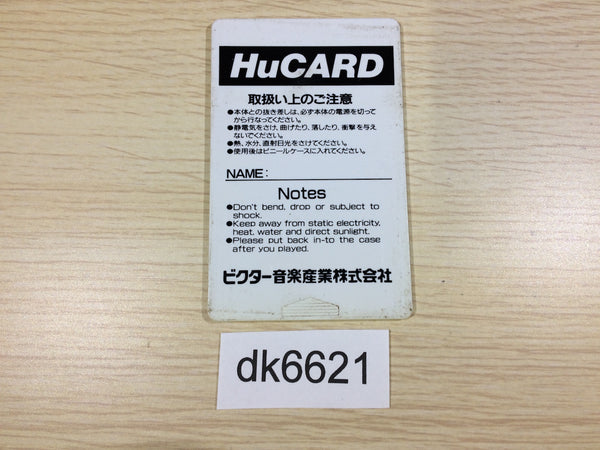 HuCARD
取扱い上のご注意
●本体との抜き差しは、必ず本体の電源を切って
から行なってください。
●静電気をさけ、曲げたり、落したり、衝撃を与え
ないでください。
●熱、水分、直射日光をさけてください。
●使用後はビニールケースに入れてください。
NAME:
Notes
●Don't bend, drop or subject to
shock.
●Keep away from static electricity,
heat, water and direct sunlight.
●Please put back in-to the case
after you played.
ビクター音楽産業株式会社
dk6621